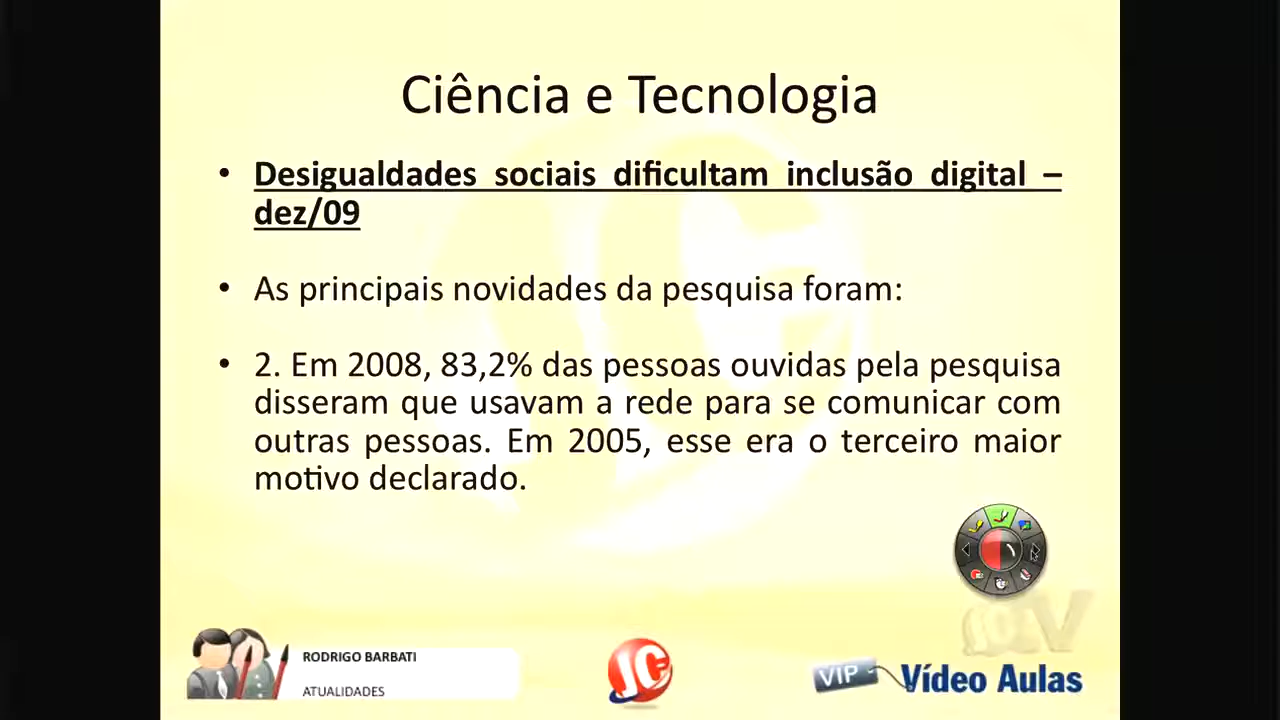 Ciência e Tecnologia
• Desigualdades sociais dificultam inclusão digital –
dez/09
• As principais novidades da pesquisa foram:
• 2. Em 2008, 83,2% das pessoas ouvidas pela pesquisa
disseram que usavam a rede para se comunicar com
outras pessoas. Em 2005, esse era o terceiro maior
motivo declarado.
RODRIGO BARBATI
ATUALIDADES
JC
VIP Vídeo Aulas